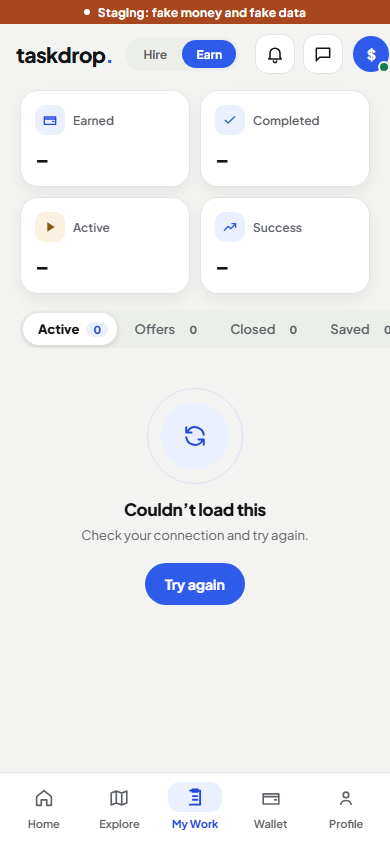 Staging: fake money and fake data
taskdrop.
Hire
Earn
$
Earned
–
Completed
–
Active
–
Success
–
Active 0
Offers 0
Closed 0
Saved 0
Couldn’t load this
Check your connection and try again.
Try again
Home
Explore
My Work
Wallet
Profile